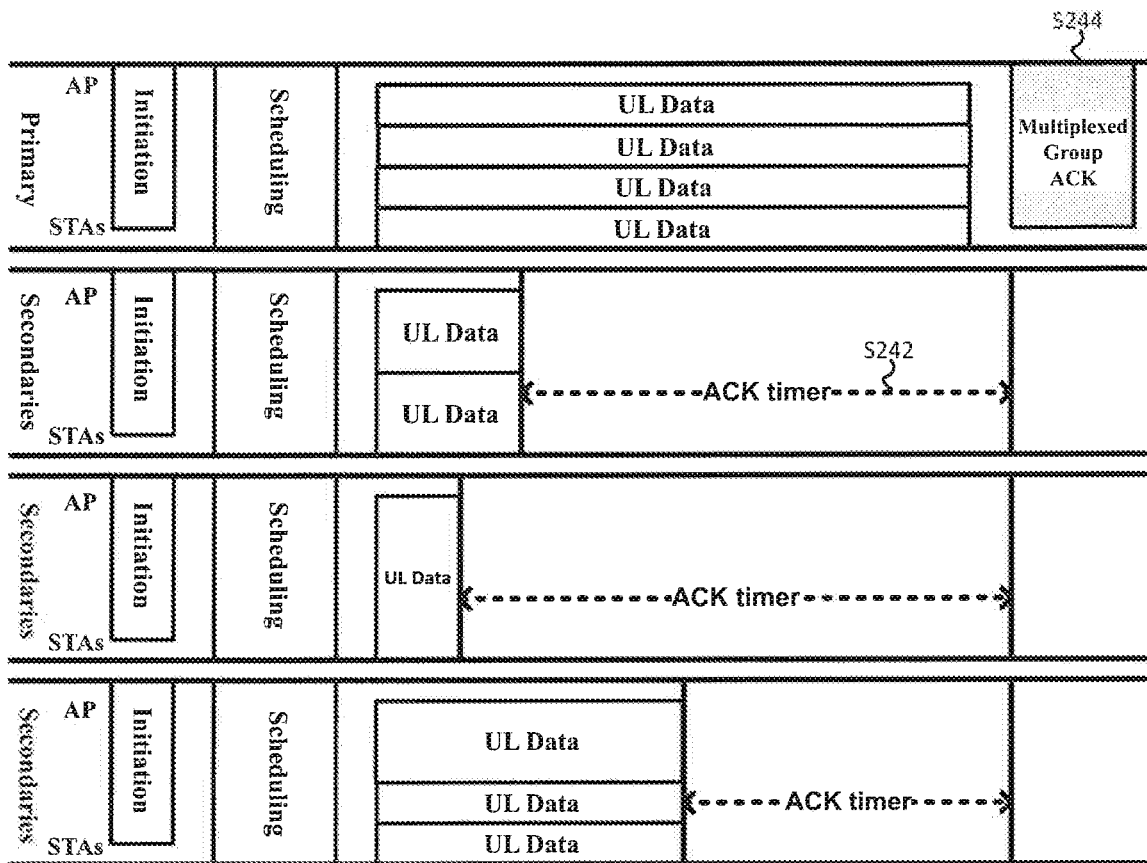 S244
Primary
AP
STAs
Initiation
Scheduling
UL Data
UL Data
UL Data
UL Data
Multiplexed
Group
ACK
Secondaries
AP
STAs
Initiation
Scheduling
UL Data
UL Data
S242
ACK timer
Secondaries
AP
STAs
Initiation
Scheduling
UL Data
ACK timer
Secondaries
AP
STAs
Initiation
Scheduling
UL Data
UL Data
UL Data
ACK timer